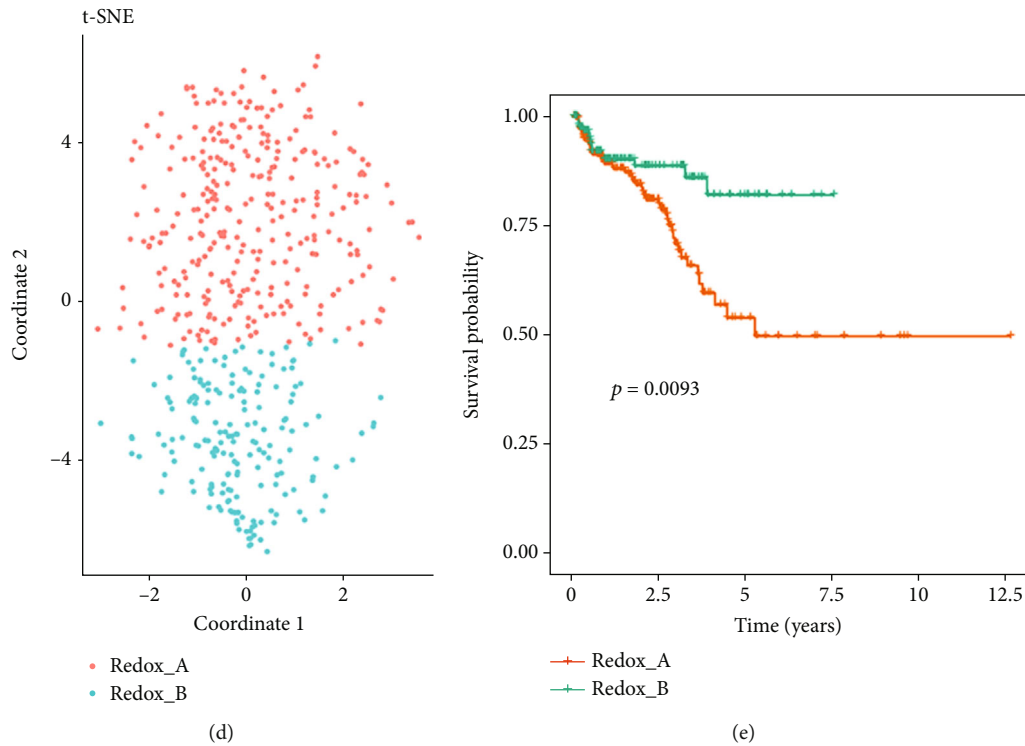 t-SNE
4
0
−4
Coordinate 2
−2
0
2
Coordinate 1
Redox_A
Redox_B
(d)
1.00
0.75
0.50
0.25
0.00
Survival probability
p = 0.0093
0
2.5
5
7.5
10
12.5
Time (years)
Redox_A
Redox_B
(e)